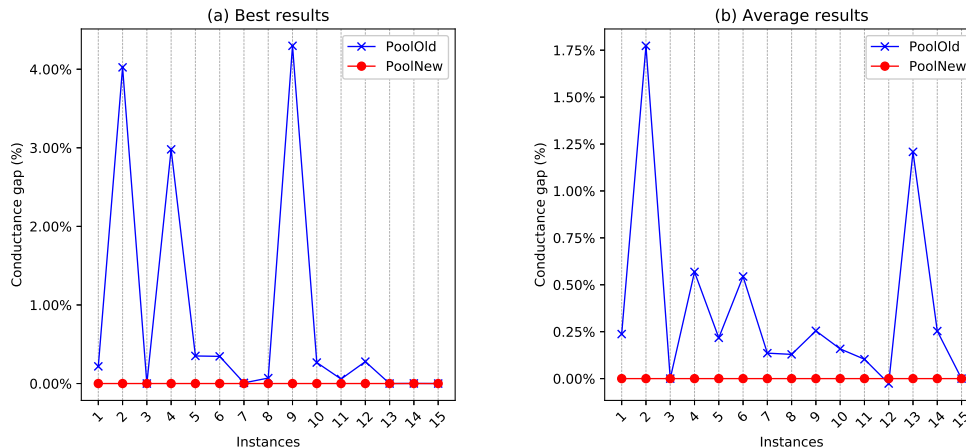 (a) Best results
PoolOld
PoolNew
4.00%
3.00%
2.00%
1.00%
0.00%
Conductance gap (%)
1 2 3 4 5 6 7 8 9 10 11 12 13 14 15
Instances
(b) Average results
PoolOld
PoolNew
1.75%
1.50%
1.25%
1.00%
0.75%
0.50%
0.25%
0.00%
Conductance gap (%)
1 2 3 4 5 6 7 8 9 10 11 12 13 14 15
Instances